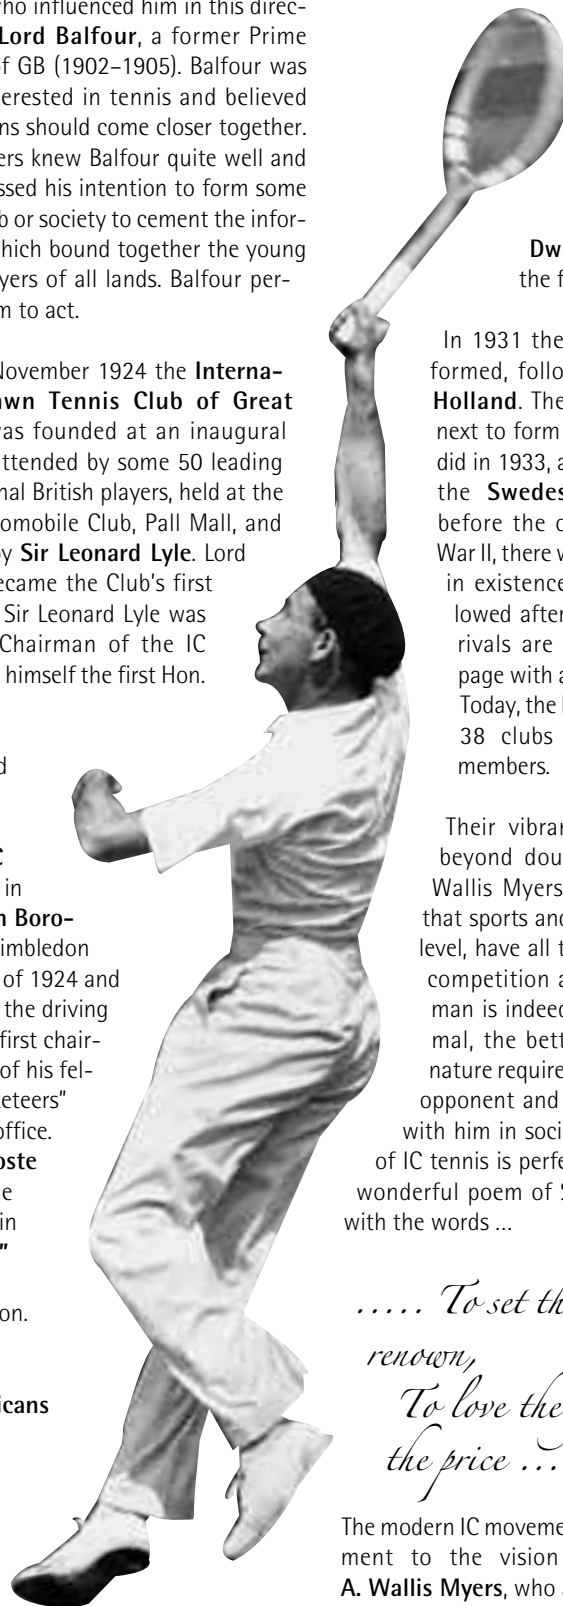 who influenced him in this direc-
Lord Balfour, a former Prime
of GB (1902–1905). Balfour was
erested in tennis and believed
ns should come closer together.
ers knew Balfour quite well and
ssed his intention to form some
b or society to cement the infor-
which bound together the young
yers of all lands. Balfour per-
m to act.
November 1924 the Interna-
awn Tennis Club of Great
was founded at an inaugural
ttended by some 50 leading
nal British players, held at the
omobile Club, Pall Mall, and
by Sir Leonard Lyle. Lord
ecame the Club's first
Sir Leonard Lyle was
Chairman of the IC
himself the first Hon.
d
C
in
n Boro-
imbledon
of 1924 and
the driving
first chair-
of his fel-
keteers"
office.
oste
e
in
"
on.
icans
Dw
the f
In 1931 the
formed, follo
Holland. The
next to form
did in 1933, a
the Swedes
before the o
War II, there w
in existence
lowed after
rivals are
page with a
Today, the
38 clubs
members.
Their vibran
beyond dou
Wallis Myers
that sports and
level, have all t
competition a
man is indeed
mal, the bett
nature require
opponent and
with him in soci
of IC tennis is perfe
wonderful poem of S
with the words ...
..... To set th
renown,
To love the
the price ...
The modern IC moveme
ment to the vision
A. Wallis Myers, who a